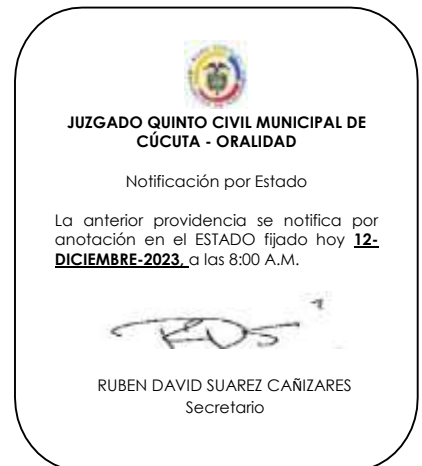 JUZGADO QUINTO CIVIL MUNICIPAL DE
CÚCUTA - ORALIDAD
Notificación por Estado
La anterior providencia se notifica por
anotación en el ESTADO fijado hoy 12-
DICIEMBRE-2023, a las 8:00 A.M.
RUBEN DAVID SUAREZ CAÑIZARES
Secretario